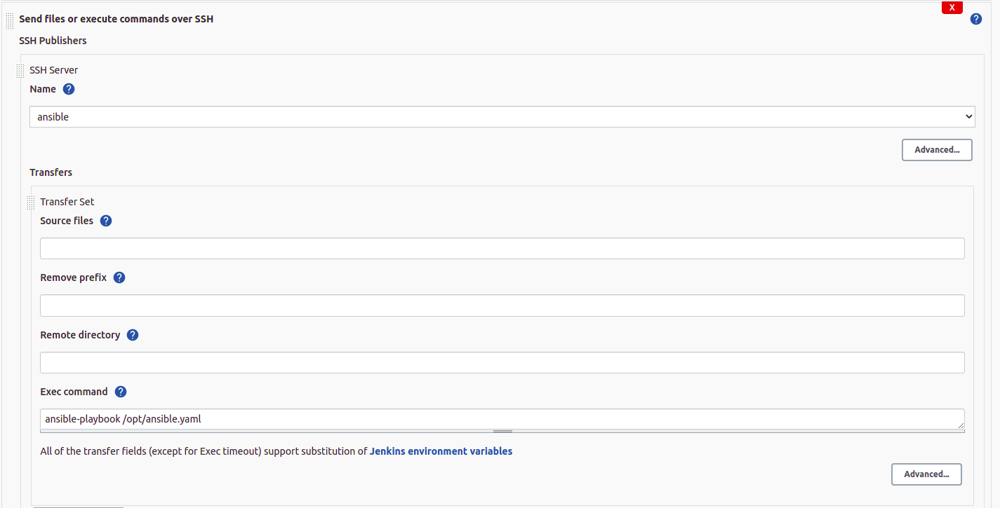 X
Send files or execute commands over SSH
?
SSH Publishers
SSH Server
Name ?
ansible
Advanced...
Transfers
Transfer Set
Source files ?
Remove prefix ?
Remote directory ?
Exec command ?
ansible-playbook /opt/ansible.yaml
All of the transfer fields (except for Exec timeout) support substitution of Jenkins environment variables
Advanced...